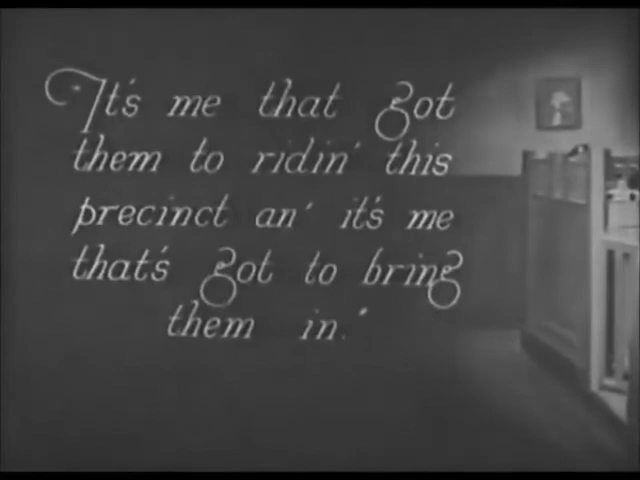 It's me that got
them to ridin' this
precinct an' it's me
that's got to bring
them in."